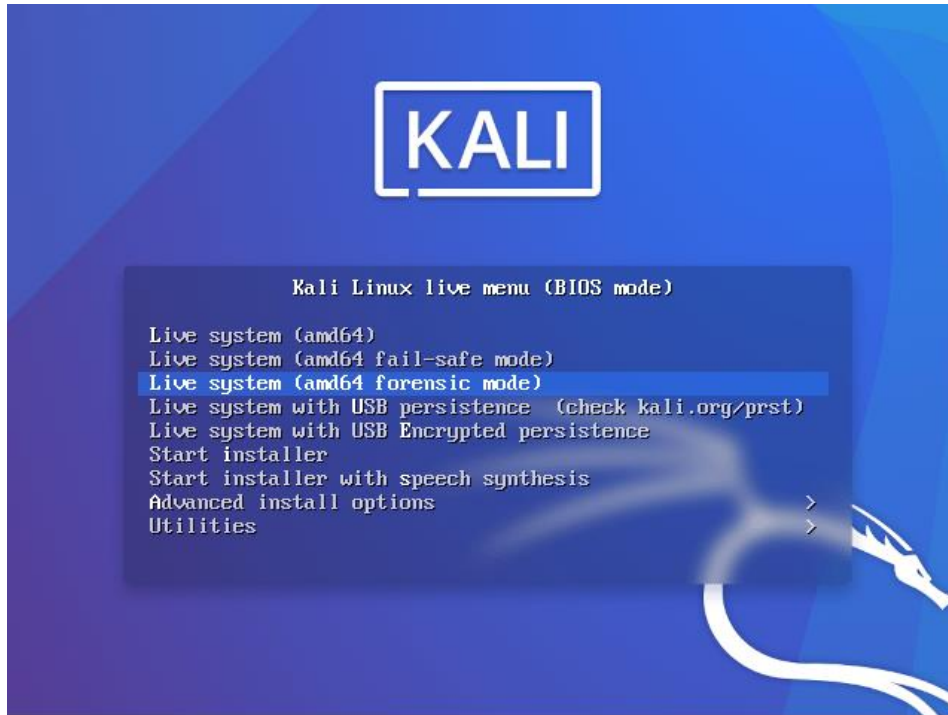 KALI
Kali Linux live menu (BIOS mode)
Live system (amd64)
Live system (amd64 fail-safe mode)
Live system (amd64 forensic mode)
Live system with USB persistence  (check kali.org/prst)
Live system with USB Encrypted persistence
Start installer
Start installer with speech synthesis
Advanced install options >
Utilities >